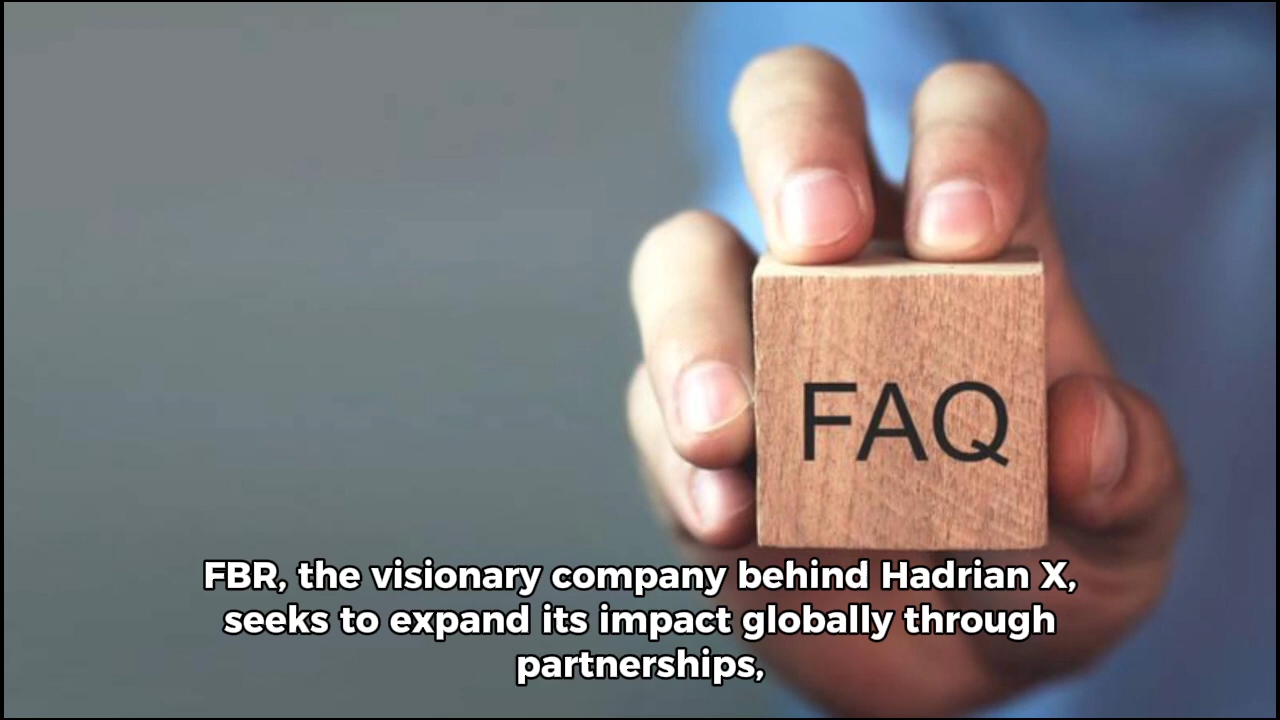 FAQ
FBR, the visionary company behind Hadrian X,
seeks to expand its impact globally through
partnerships,